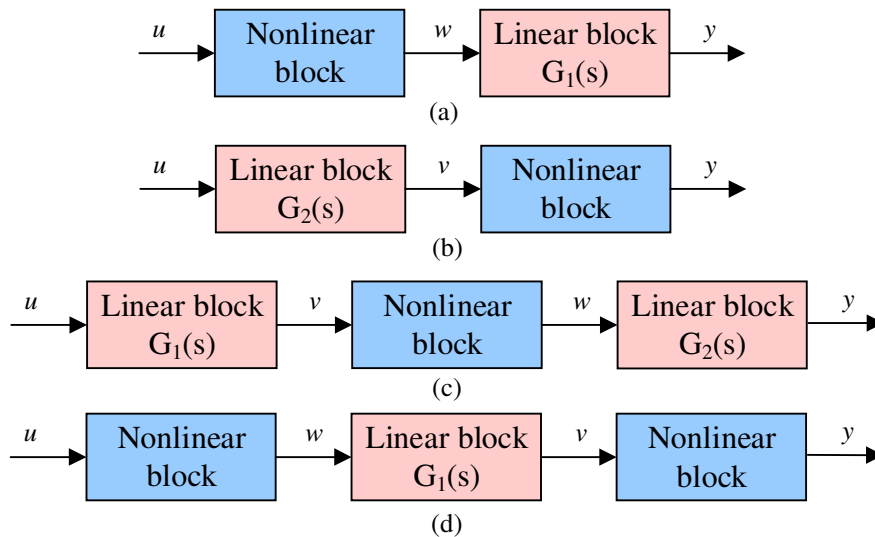 u Nonlinear block w Linear block G₁(s) y
(a)
u Linear block G₂(s) v Nonlinear block y
(b)
u Linear block G₁(s) v Nonlinear block w Linear block G₂(s) y
(c)
u Nonlinear block w Linear block G₁(s) v Nonlinear block y
(d)